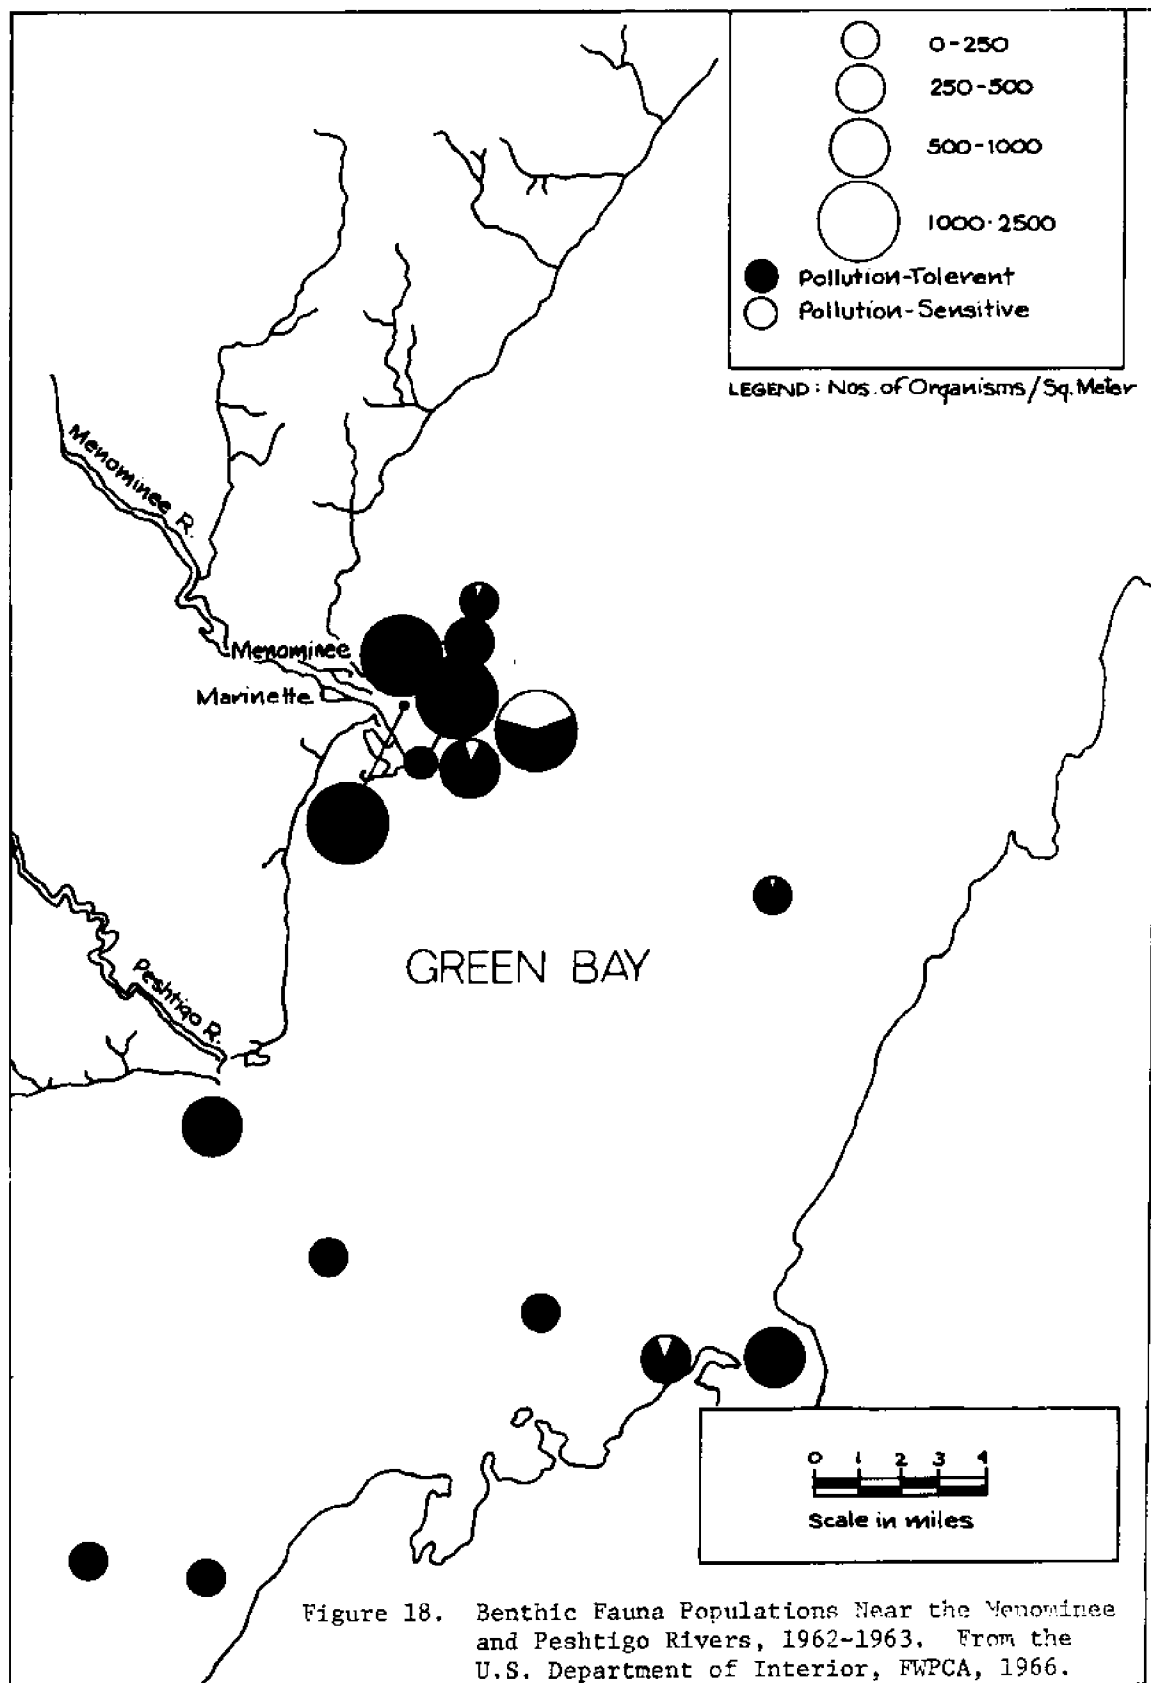 0-250
250-500
500-1000
1000-2500
Pollution-Tolerent
Pollution-Sensitive
LEGEND: Nos. of Organisms/Sq. Meter
Menominee R.
Menominee
Marinette
GREEN BAY
Peshtigo R.
0 1 2 3 4
Scale in miles
Figure 18. Benthic Fauna Populations Near the Menominee
and Peshtigo Rivers, 1962-1963. From the
U.S. Department of Interior, FWPCA, 1966.